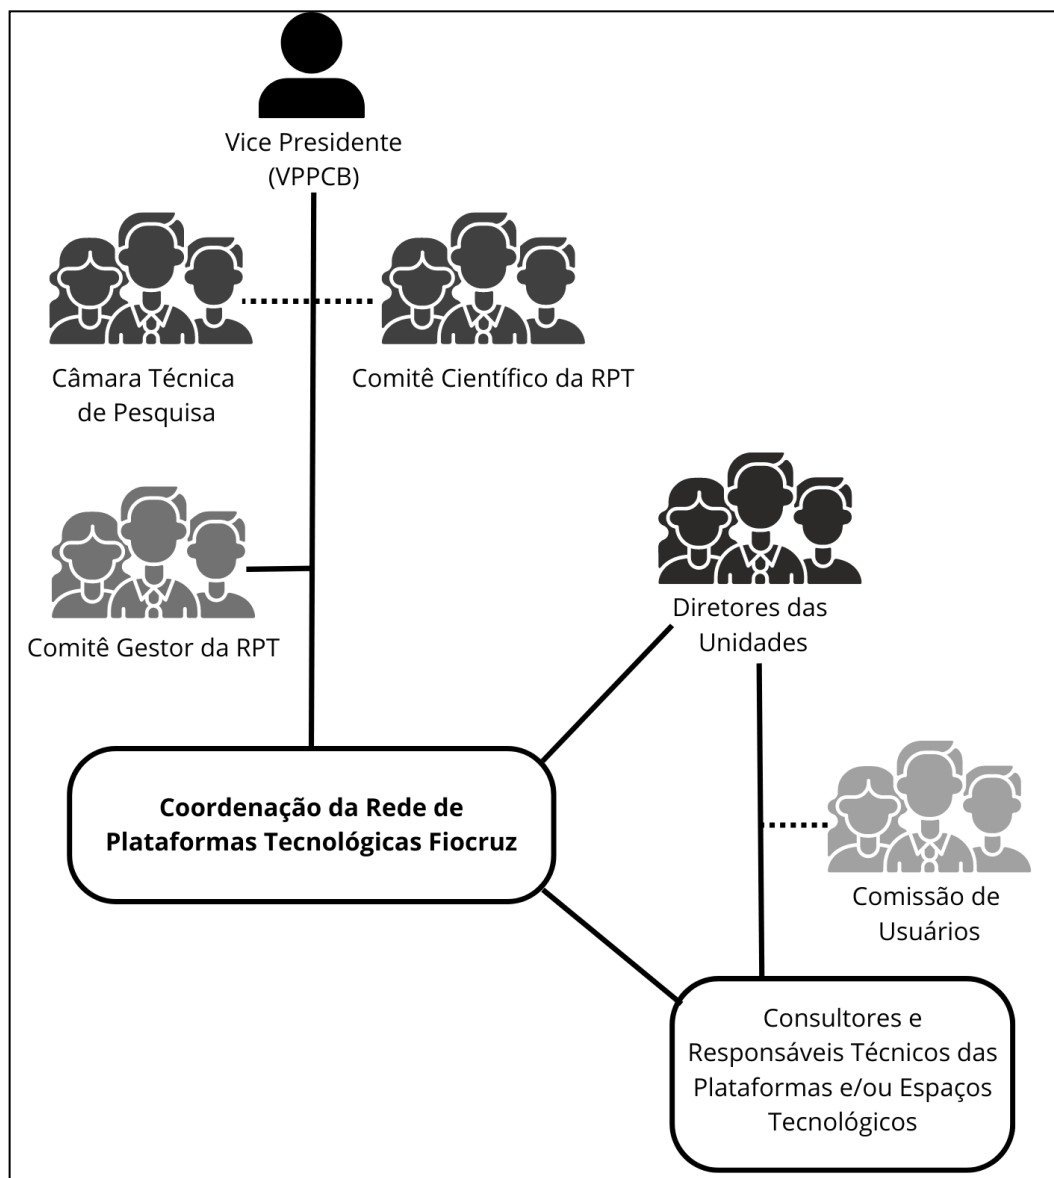 Vice Presidente
(VPPCB)
Câmara Técnica
de Pesquisa
Comitê Científico da RPT
Comitê Gestor da RPT
Diretores das
Unidades
Coordenação da Rede de
Plataformas Tecnológicas Fiocruz
Comissão de
Usuários
Consultores e
Responsáveis Técnicos das
Plataformas e/ou Espaços
Tecnológicos